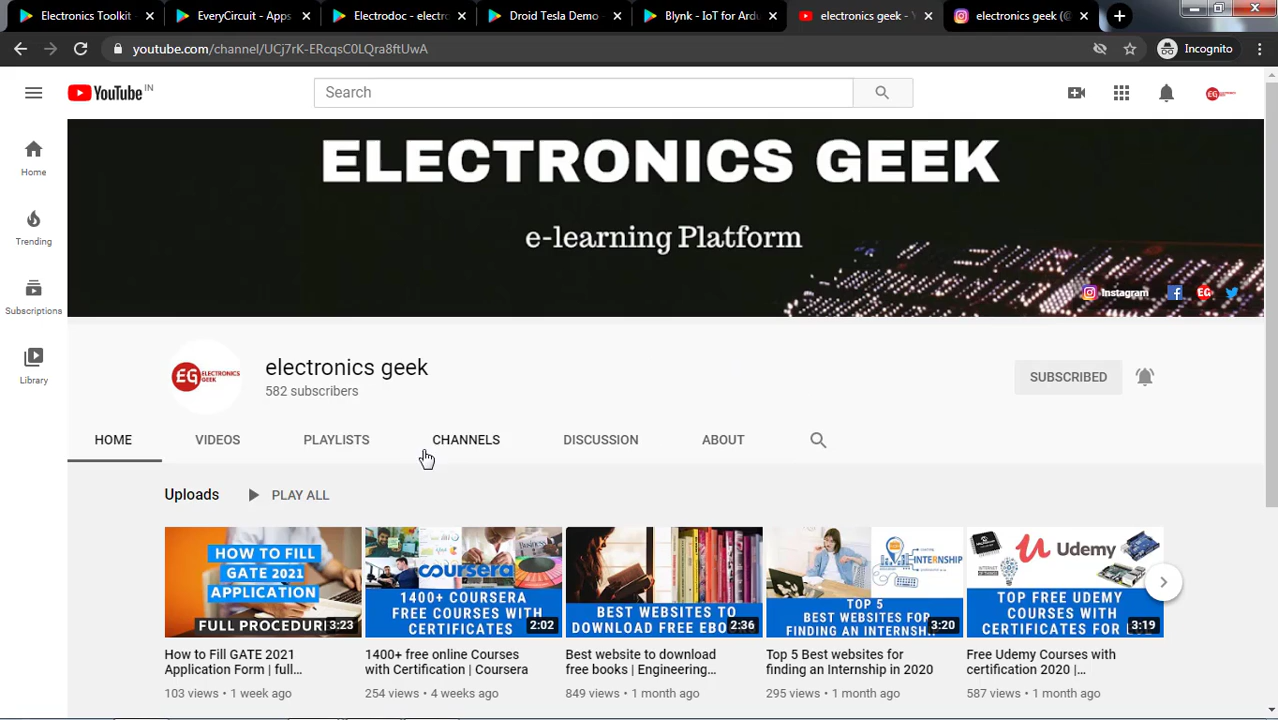 Electronics Toolkit -
EveryCircuit - Apps
Electrodoc - electro
Droid Tesla Demo -
Blynk - IoT for Ardu
electronics geek - Y
electronics geek (@
youtube.com/channel/UCj7rK-ERcqsC0LQra8ftUwA
Incognito
YouTube IN
Search
Home
Trending
Subscriptions
Library
ELECTRONICS GEEK
e-learning Platform
Instagram
EG
EG ELECTRONICS GEEK
electronics geek
582 subscribers
SUBSCRIBED
HOME VIDEOS PLAYLISTS CHANNELS DISCUSSION ABOUT
Uploads PLAY ALL
HOW TO FILL
GATE 2021
APPLICATION
FULL PROCEDUR
3:23
How to Fill GATE 2021
Application Form | full...
103 views • 1 week ago
Business
coursera
1400+ COURSERA
FREE COURSES WITH
CERTIFICATES
2:02
1400+ free online Courses
with Certification | Coursera
254 views • 4 weeks ago
BEST WEBSITES TO
DOWNLOAD FREE EBO
2:36
Best website to download
free books | Engineering...
849 views • 1 month ago
INTERNSHIP
TOP 5
BEST WEBSITES FOR
FINDING AN INTERNSH
3:20
Top 5 Best websites for
finding an Internship in 2020
295 views • 1 month ago
Udemy
TOP FREE UDEMY
COURSES WITH
CERTIFICATES FOR
3:19
Free Udemy Courses with
certification 2020 |...
587 views • 1 month ago